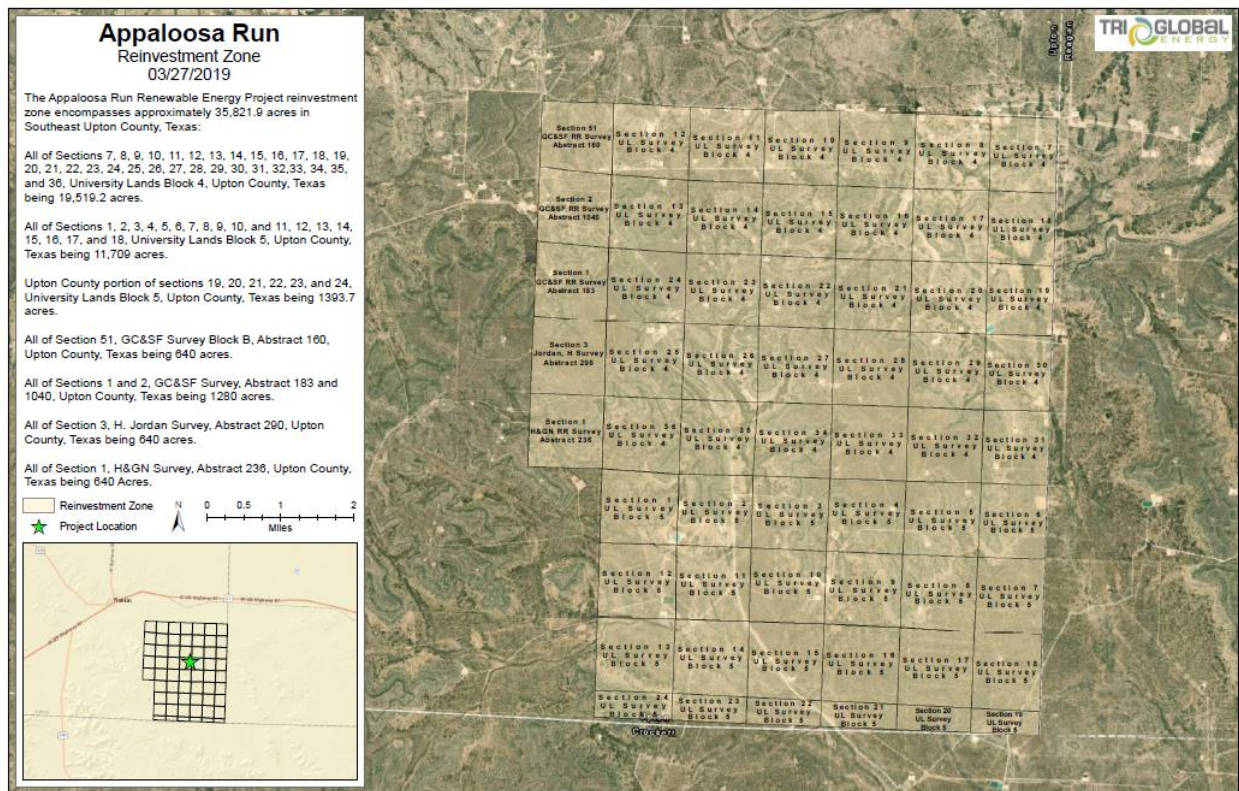 Appaloosa Run
Reinvestment Zone
03/27/2019
The Appaloosa Run Renewable Energy Project reinvestment
zone encompasses approximately 35,821.9 acres in
Southeast Upton County, Texas:
All of Sections 7, 8, 9, 10, 11, 12, 13, 14, 15, 16, 17, 18, 19,
20, 21, 22, 23, 24, 25, 26, 27, 28, 29, 30, 31, 32,33, 34, 35,
and 36, University Lands Block 4, Upton County, Texas
being 19,519.2 acres.
All of Sections 1, 2, 3, 4, 5, 6, 7, 8, 9, 10, and 11, 12, 13, 14,
15, 16, 17, and 18, University Lands Block 5, Upton County,
Texas being 11,709 acres.
Upton County portion of sections 19, 20, 21, 22, 23, and 24,
University Lands Block 5, Upton County, Texas being 1393.7
acres.
All of Section 51, GC&SF Survey Block B, Abstract 160,
Upton County, Texas being 640 acres.
All of Sections 1 and 2, GC&SF Survey, Abstract 183 and
1040, Upton County, Texas being 1280 acres.
All of Section 3, H. Jordan Survey, Abstract 290, Upton
County, Texas being 640 acres.
All of Section 1, H&GN Survey, Abstract 236, Upton County,
Texas being 640 Acres.
Reinvestment Zone
Project Location
N
0 0.5 1 2
Miles
Rankin
TRI GLOBAL
ENERGY
Upton
Reagan
Section 51
GC&SF RR Survey
Abstract 160
Section 12
UL Survey
Block 4
Section 11
UL Survey
Block 4
Section 10
UL Survey
Block 4
Section 9
UL Survey
Block 4
Section 8
UL Survey
Block 4
Section 7
UL Survey
Block 4
Section 2
GC&SF RR Survey
Abstract 1040
Section 13
UL Survey
Block 4
Section 14
UL Survey
Block 4
Section 15
UL Survey
Block 4
Section 16
UL Survey
Block 4
Section 17
UL Survey
Block 4
Section 18
UL Survey
Block 4
Section 1
GC&SF RR Survey
Abstract 183
Section 24
UL Survey
Block 4
Section 23
UL Survey
Block 4
Section 22
UL Survey
Block 4
Section 21
UL Survey
Block 4
Section 20
UL Survey
Block 4
Section 19
UL Survey
Block 4
Section 3
Jordan, H Survey
Abstract 290
Section 25
UL Survey
Block 4
Section 26
UL Survey
Block 4
Section 27
UL Survey
Block 4
Section 28
UL Survey
Block 4
Section 29
UL Survey
Block 4
Section 30
UL Survey
Block 4
Section 1
H&GN RR Survey
Abstract 236
Section 36
UL Survey
Block 4
Section 35
UL Survey
Block 4
Section 34
UL Survey
Block 4
Section 33
UL Survey
Block 4
Section 32
UL Survey
Block 4
Section 31
UL Survey
Block 4
Section 1
UL Survey
Block 5
Section 2
UL Survey
Block 5
Section 3
UL Survey
Block 5
Section 4
UL Survey
Block 5
Section 5
UL Survey
Block 5
Section 6
UL Survey
Block 5
Section 12
UL Survey
Block 5
Section 11
UL Survey
Block 5
Section 10
UL Survey
Block 5
Section 9
UL Survey
Block 5
Section 8
UL Survey
Block 5
Section 7
UL Survey
Block 5
Section 13
UL Survey
Block 5
Section 14
UL Survey
Block 5
Section 15
UL Survey
Block 5
Section 16
UL Survey
Block 5
Section 17
UL Survey
Block 5
Section 18
UL Survey
Block 5
Section 24
UL Survey
Block 5
Section 23
UL Survey
Block 5
Section 22
UL Survey
Block 5
Section 21
UL Survey
Block 5
Section 20
UL Survey
Block 5
Section 19
UL Survey
Block 5
Crockett